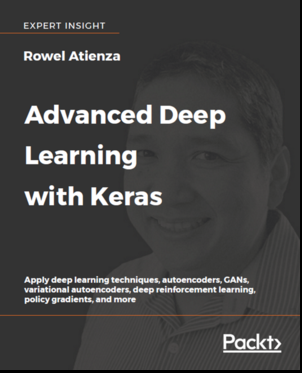 EXPERT INSIGHT
Rowel Atienza
Advanced Deep
Learning
with Keras
Apply deep learning techniques, autoencoders, GANs,
variational autoencoders, deep reinforcement learning,
policy gradients, and more
Packt>